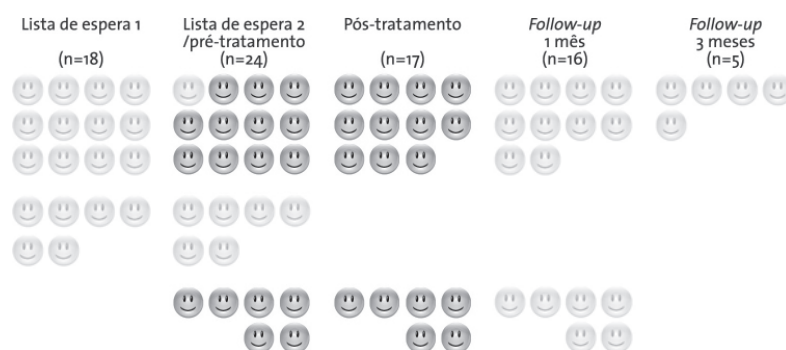 Lista de espera 1
(n=18)
Lista de espera 2
/pré-tratamento
(n=24)
Pós-tratamento
(n=17)
Follow-up
1 mês
(n=16)
Follow-up
3 meses
(n=5)